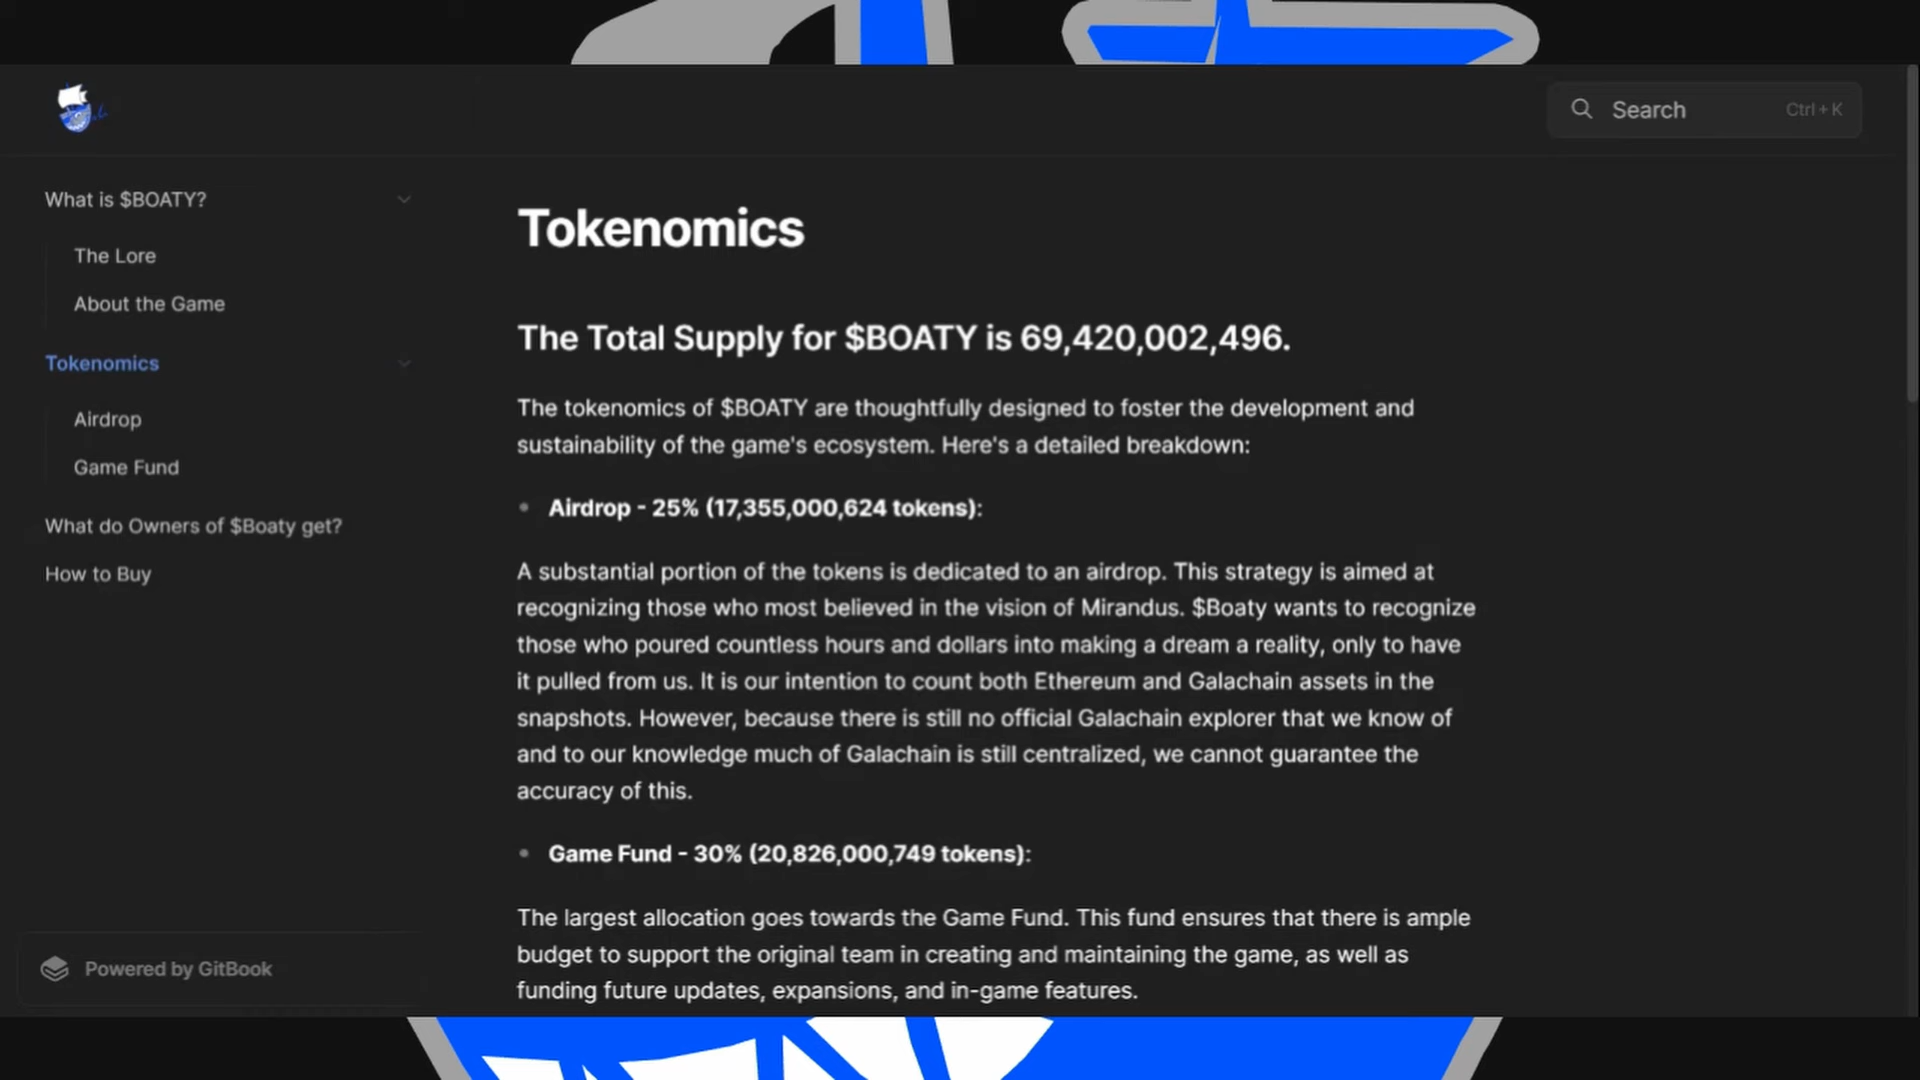 Search Ctrl + K
What is $BOATY?
The Lore
About the Game
Tokenomics
Airdrop
Game Fund
What do Owners of $Boaty get?
How to Buy
Powered by GitBook
Tokenomics
The Total Supply for $BOATY is 69,420,002,496.
The tokenomics of $BOATY are thoughtfully designed to foster the development and
sustainability of the game's ecosystem. Here's a detailed breakdown:
• Airdrop - 25% (17,355,000,624 tokens):
A substantial portion of the tokens is dedicated to an airdrop. This strategy is aimed at
recognizing those who most believed in the vision of Mirandus. $Boaty wants to recognize
those who poured countless hours and dollars into making a dream a reality, only to have
it pulled from us. It is our intention to count both Ethereum and Galachain assets in the
snapshots. However, because there is still no official Galachain explorer that we know of
and to our knowledge much of Galachain is still centralized, we cannot guarantee the
accuracy of this.
• Game Fund - 30% (20,826,000,749 tokens):
The largest allocation goes towards the Game Fund. This fund ensures that there is ample
budget to support the original team in creating and maintaining the game, as well as
funding future updates, expansions, and in-game features.